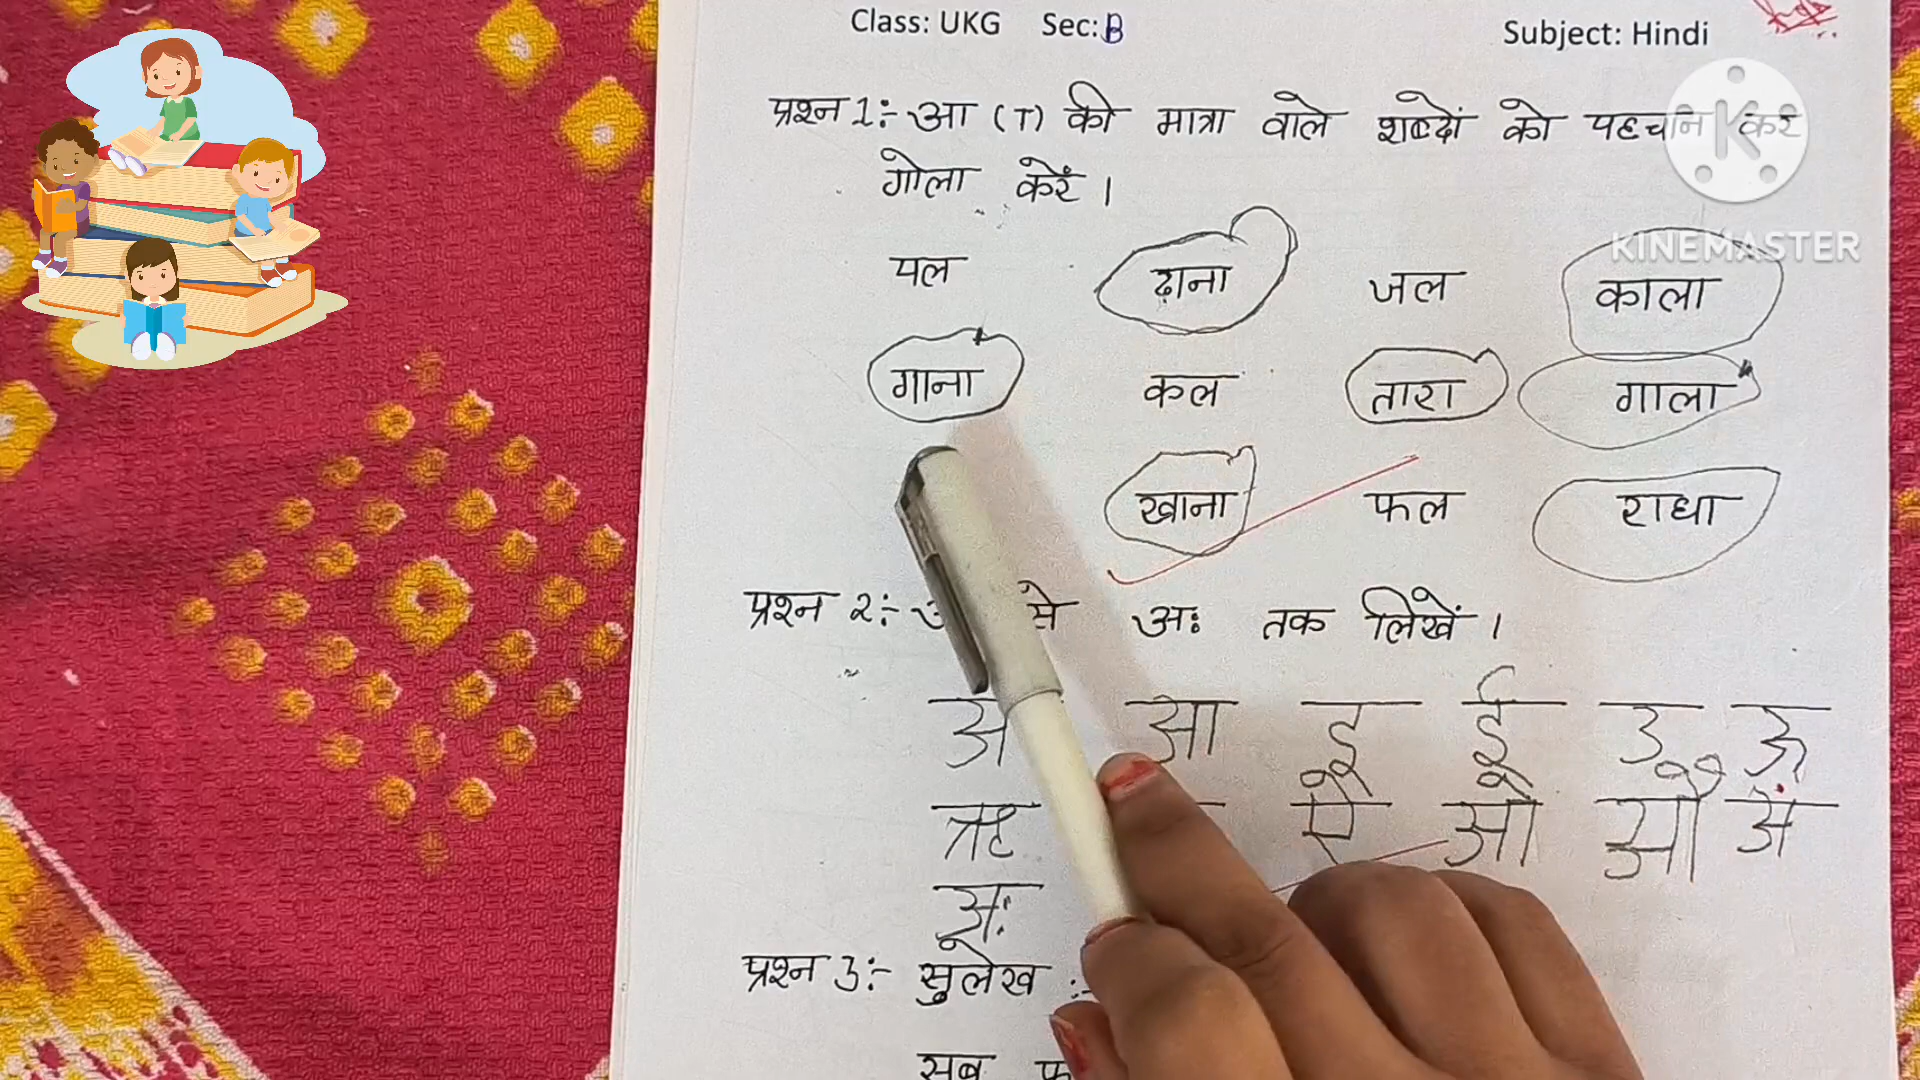 Class: UKG Sec: B Subject: Hindi
प्रश्न 1:- आ (ा) की मात्रा वाले शब्दों को पहचान कर
गोला करें ।
KINEMASTER
पल दाना जल काला
गाना कल तारा गाला
खाना फल राधा
प्रश्न 2:- से अः तक लिखें ।
अ आ इ ई उ ऊ
ऋ ऐ ओ औ अं
अः
प्रश्न 3:- सुलेख :-
सब